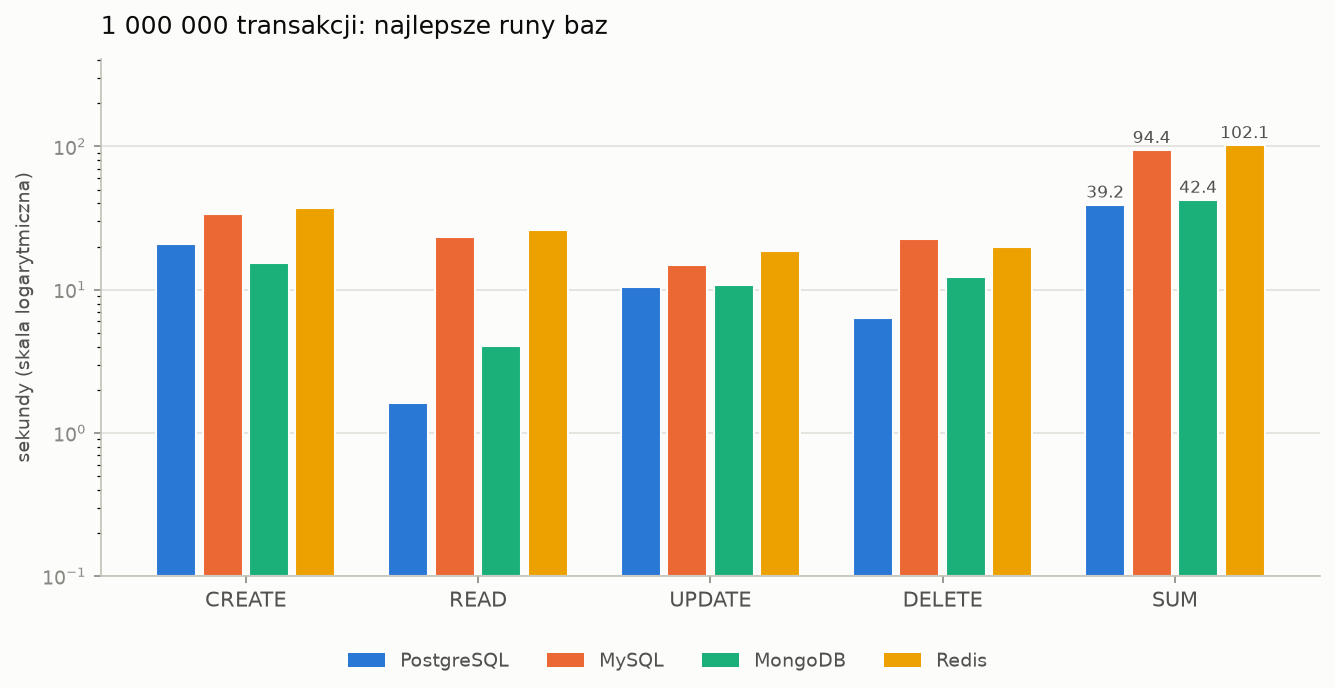 1 000 000 transakcji: najlepsze runy baz
sekundy (skala logarytmiczna)
10²
10¹
10⁰
10⁻¹
39.2
94.4
42.4
102.1
CREATE
READ
UPDATE
DELETE
SUM
PostgreSQL
MySQL
MongoDB
Redis